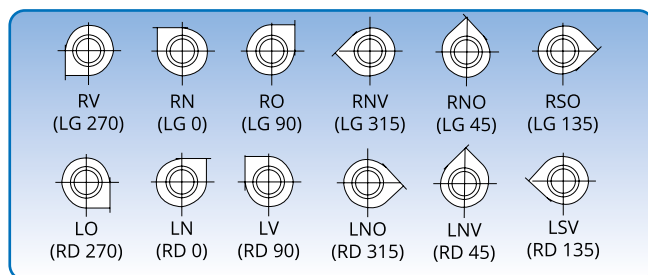 RV RN RO RNV RNO RSO
(LG 270) (LG 0) (LG 90) (LG 315) (LG 45) (LG 135)
LO LN LV LNO LNV LSV
(RD 270) (RD 0) (RD 90) (RD 315) (RD 45) (RD 135)